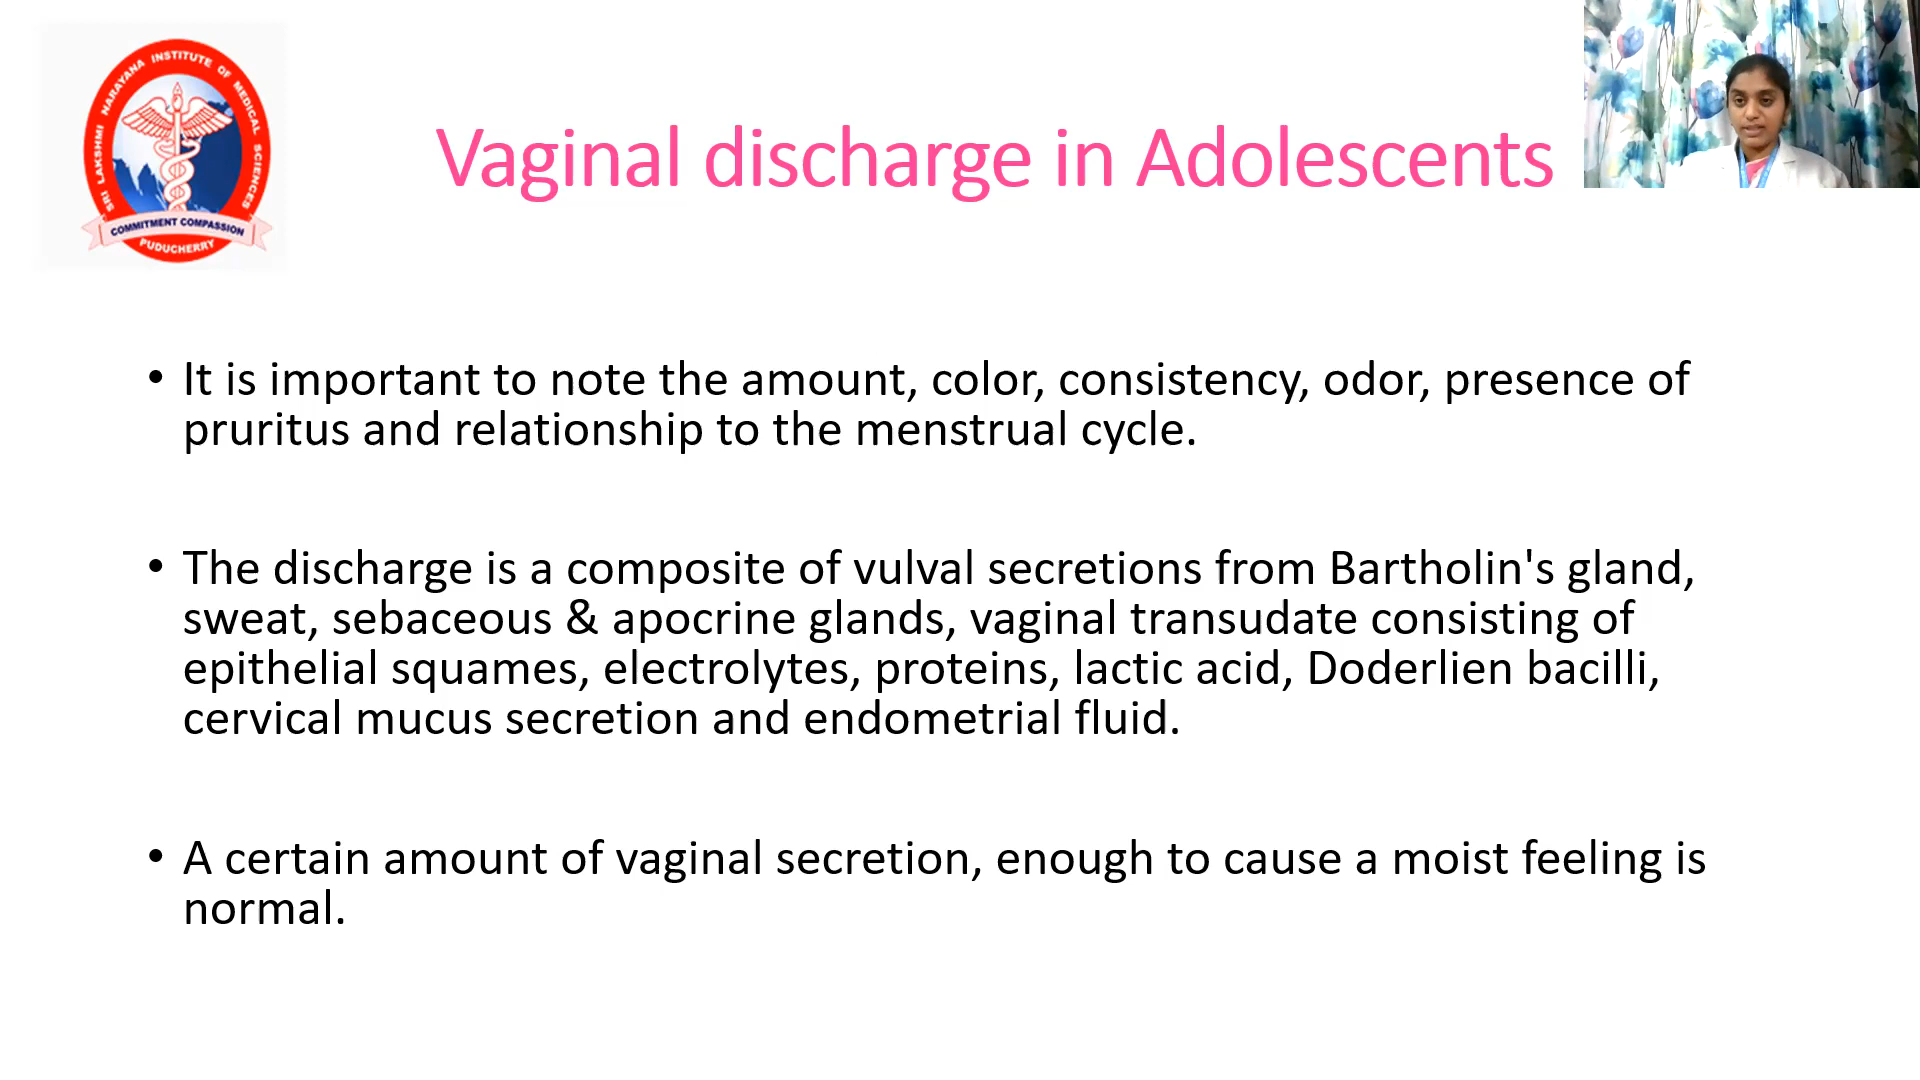 SRI LAKSHMI NARAYANA INSTITUTE OF MEDICAL SCIENCES
COMMITMENT COMPASSION
PUDUCHERRY
Vaginal discharge in Adolescents
• It is important to note the amount, color, consistency, odor, presence of
pruritus and relationship to the menstrual cycle.
• The discharge is a composite of vulval secretions from Bartholin's gland,
sweat, sebaceous & apocrine glands, vaginal transudate consisting of
epithelial squames, electrolytes, proteins, lactic acid, Doderlien bacilli,
cervical mucus secretion and endometrial fluid.
• A certain amount of vaginal secretion, enough to cause a moist feeling is
normal.